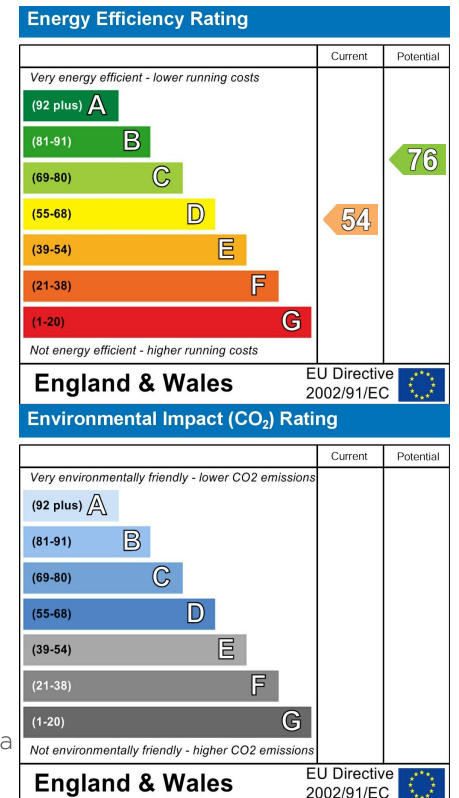 Energy Efficiency Rating
Current Potential
Very energy efficient - lower running costs
(92 plus) A
(81-91) B
(69-80) C
76
(55-68) D
54
(39-54) E
(21-38) F
(1-20) G
Not energy efficient - higher running costs
England & Wales
EU Directive
2002/91/EC
Environmental Impact (CO₂) Rating
Current Potential
Very environmentally friendly - lower CO2 emissions
(92 plus) A
(81-91) B
(69-80) C
(55-68) D
(39-54) E
(21-38) F
(1-20) G
a
Not environmentally friendly - higher CO2 emissions
England & Wales
EU Directive
2002/91/EC